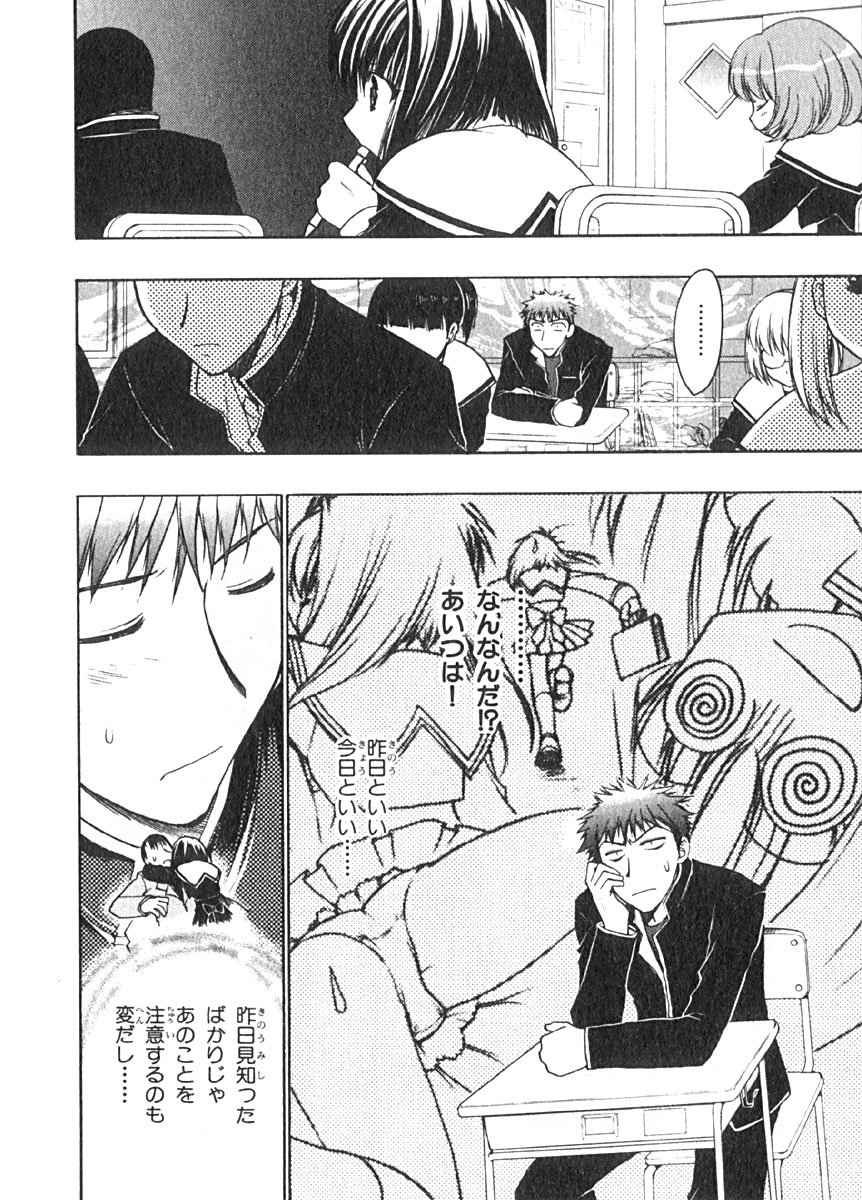 ………
…………
なんなんだ!?
あいつは！
昨日といい
今日といい……
昨日見知った
ばかりじゃ
あのことを
注意するのも
変だし……